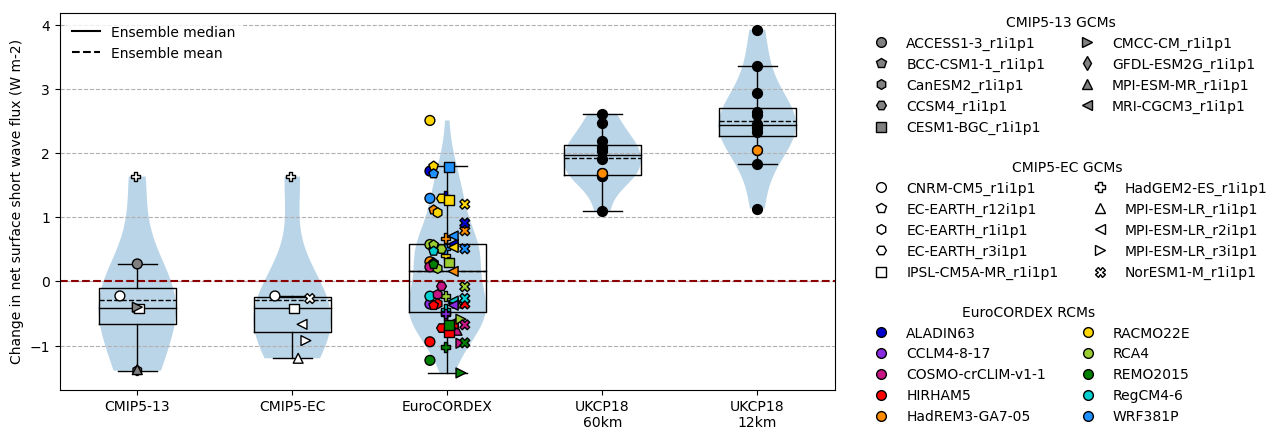 Change in net surface short wave flux (W m-2)
4
3
2
1
0
−1
Ensemble median
Ensemble mean
CMIP5-13
CMIP5-EC
EuroCORDEX
UKCP18
60km
UKCP18
12km
CMIP5-13 GCMs
ACCESS1-3_r1i1p1
BCC-CSM1-1_r1i1p1
CanESM2_r1i1p1
CCSM4_r1i1p1
CESM1-BGC_r1i1p1
CMCC-CM_r1i1p1
GFDL-ESM2G_r1i1p1
MPI-ESM-MR_r1i1p1
MRI-CGCM3_r1i1p1
CMIP5-EC GCMs
CNRM-CM5_r1i1p1
EC-EARTH_r12i1p1
EC-EARTH_r1i1p1
EC-EARTH_r3i1p1
IPSL-CM5A-MR_r1i1p1
HadGEM2-ES_r1i1p1
MPI-ESM-LR_r1i1p1
MPI-ESM-LR_r2i1p1
MPI-ESM-LR_r3i1p1
NorESM1-M_r1i1p1
EuroCORDEX RCMs
ALADIN63
CCLM4-8-17
COSMO-crCLIM-v1-1
HIRHAM5
HadREM3-GA7-05
RACMO22E
RCA4
REMO2015
RegCM4-6
WRF381P